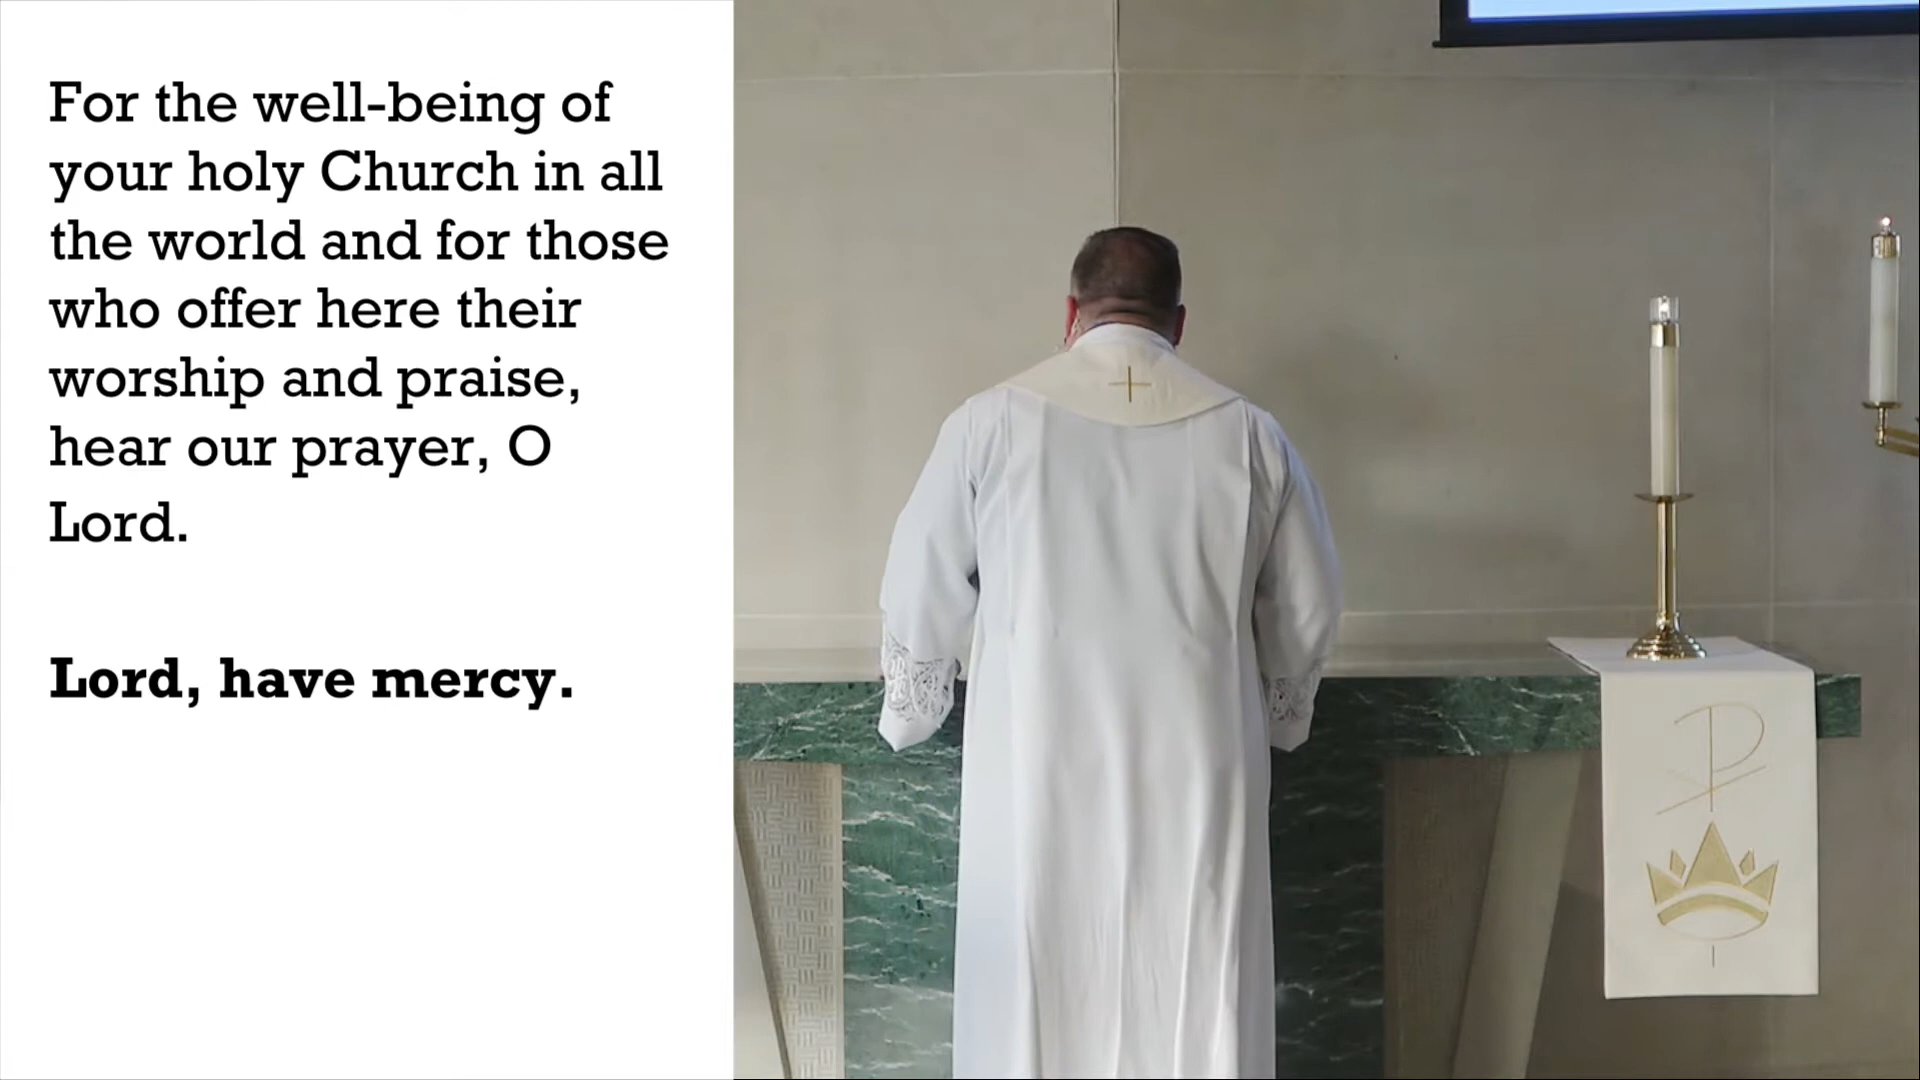 For the well-being of
your holy Church in all
the world and for those
who offer here their
worship and praise,
hear our prayer, O
Lord.
Lord, have mercy.